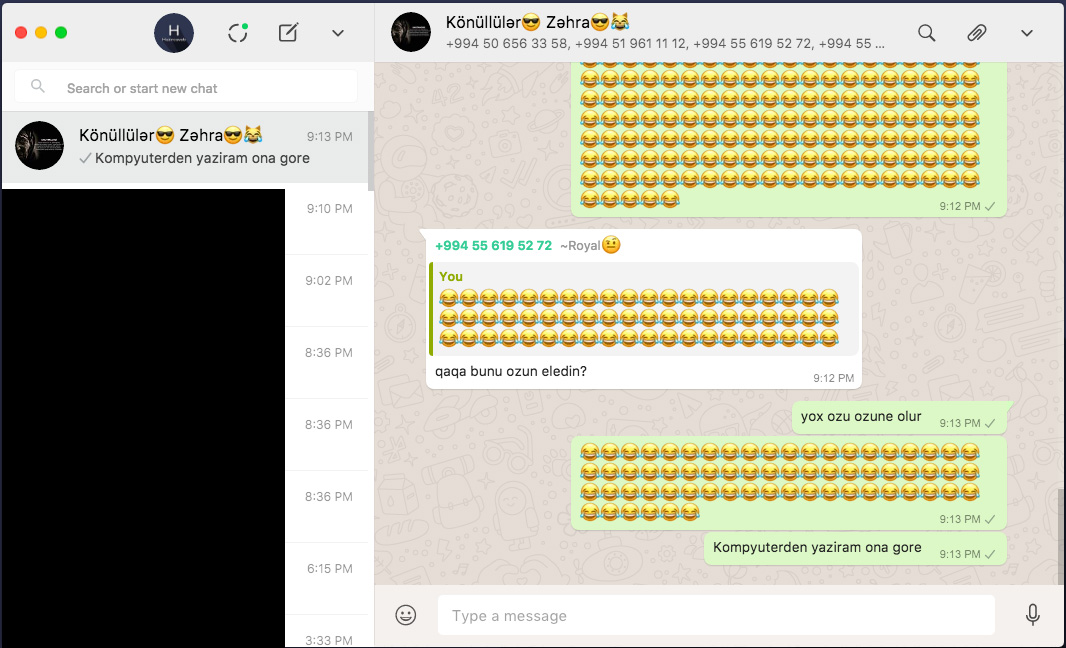 H
Könüllülər😎 Zəhra😎😹
+994 50 656 33 58, +994 51 961 11 12, +994 55 619 52 72, +994 55 ...
Search or start new chat
Könüllülər😎 Zəhra😎😹
9:13 PM
Kompyuterden yaziram ona gore
9:10 PM
9:02 PM
8:36 PM
8:36 PM
8:36 PM
6:15 PM
3:33 PM
😂😂😂😂😂😂😂😂😂😂😂😂😂😂😂😂😂😂😂😂
😂😂😂😂😂😂😂😂😂😂😂😂😂😂😂😂😂😂😂😂
😂😂😂😂😂😂😂😂😂😂😂😂😂😂😂😂😂😂😂😂
😂😂😂😂😂😂😂😂😂😂😂😂😂😂😂😂😂😂😂😂
😂😂😂😂😂😂😂😂😂😂😂😂😂😂😂😂😂😂😂😂
😂😂😂😂😂😂😂😂😂😂😂😂😂😂😂😂😂😂😂😂
😂😂😂😂😂😂😂😂😂😂😂😂😂😂😂😂😂😂😂😂
😂😂😂😂😂
9:12 PM
+994 55 619 52 72 ~Royal🤨
You
😂😂😂😂😂😂😂😂😂😂😂😂😂😂😂😂😂😂😂😂
😂😂😂😂😂😂😂😂😂😂😂😂😂😂😂😂😂😂😂😂
😂😂😂😂😂😂😂😂😂😂😂😂😂😂😂😂😂😂😂😂
qaqa bunu ozun eledin?
9:12 PM
yox ozu ozune olur
9:13 PM
😂😂😂😂😂😂😂😂😂😂😂😂😂😂😂😂😂😂😂😂
😂😂😂😂😂😂😂😂😂😂😂😂😂😂😂😂😂😂😂😂
😂😂😂😂😂😂😂😂😂😂😂😂😂😂😂😂😂😂😂😂
😂😂😂😂😂😂
9:13 PM
Kompyuterden yaziram ona gore
9:13 PM
Type a message